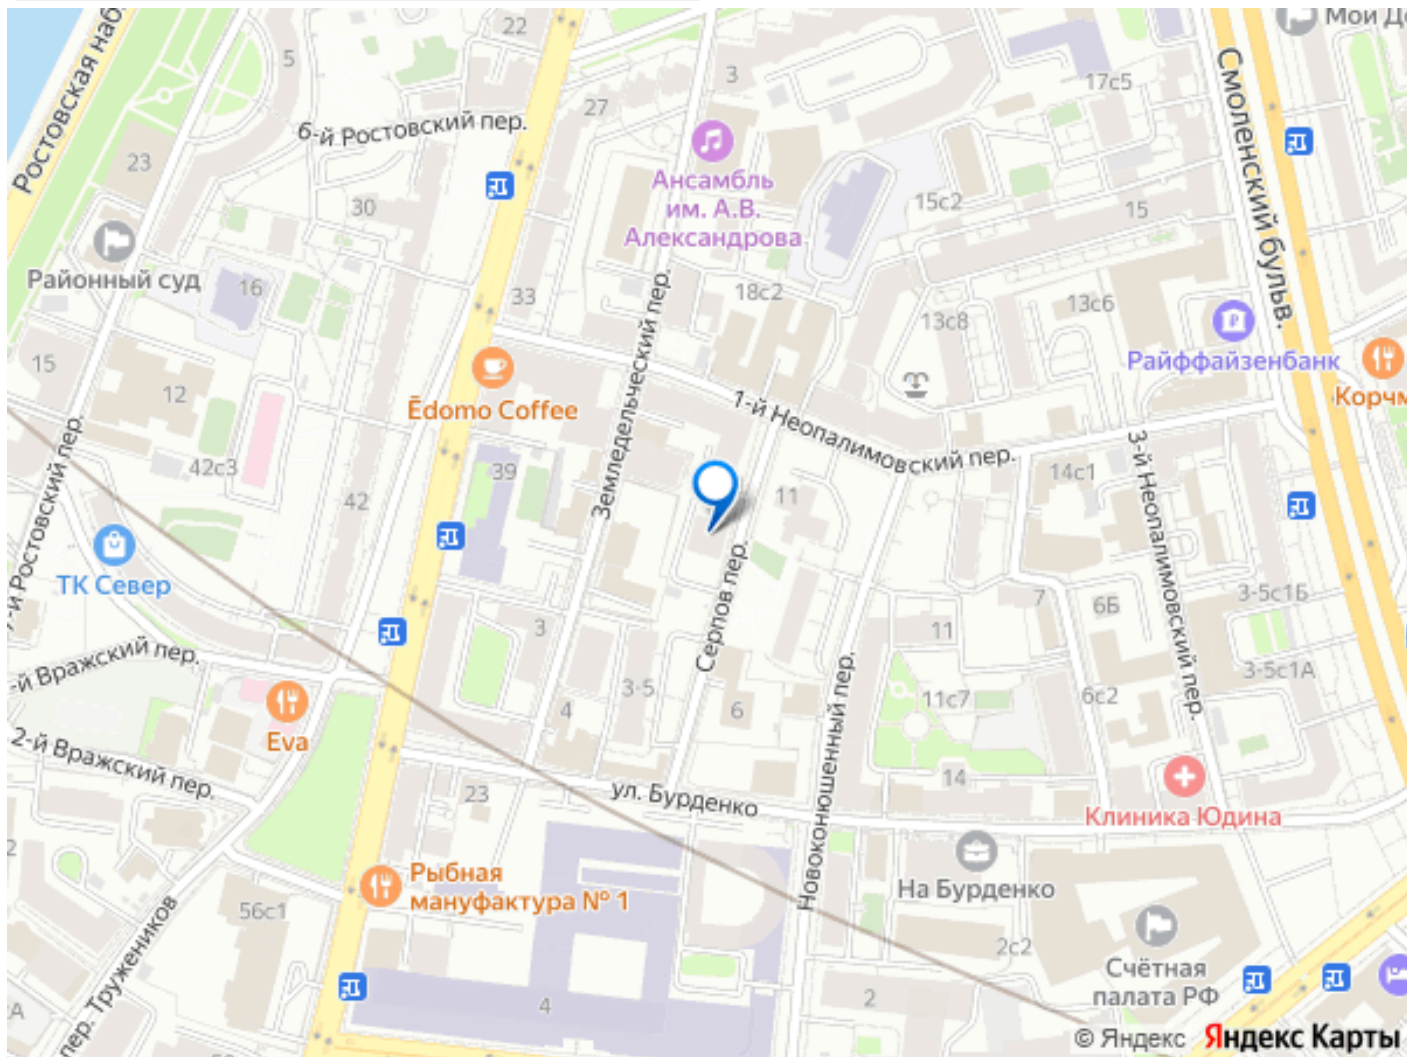 Ростовская наб
22
5
3
27
17с5
Мои До
6-й Ростовский пер.
Смоленский бульв.
23
Ансамбль
им. А.В.
Александрова
30
15с2
15
Районный суд
16
33
18с2
13с8
13с6
Земледельческий пер.
Райффайзенбанк
15
12
Ēdomo Coffee
1-й Неопалимовский пер.
Корчм
42с3
39
42
11
14с1
3-й Неопалимовский пер.
-й Ростовский пер.
ТК Север
Серпов пер.
7
6Б
3-5с1Б
3
11
-й Вражский пер.
3-5
Новоконюшенный пер.
3-5с1А
4
6
11с7
6с2
Eva
2-й Вражский пер.
23
ул. Бурденко
14
Клиника Юдина
2
Рыбная
мануфактура № 1
На Бурденко
56с1
пер. Тружеников
2с2
Счётная
палата РФ
4
2
А
© Яндекс Яндекс Карты